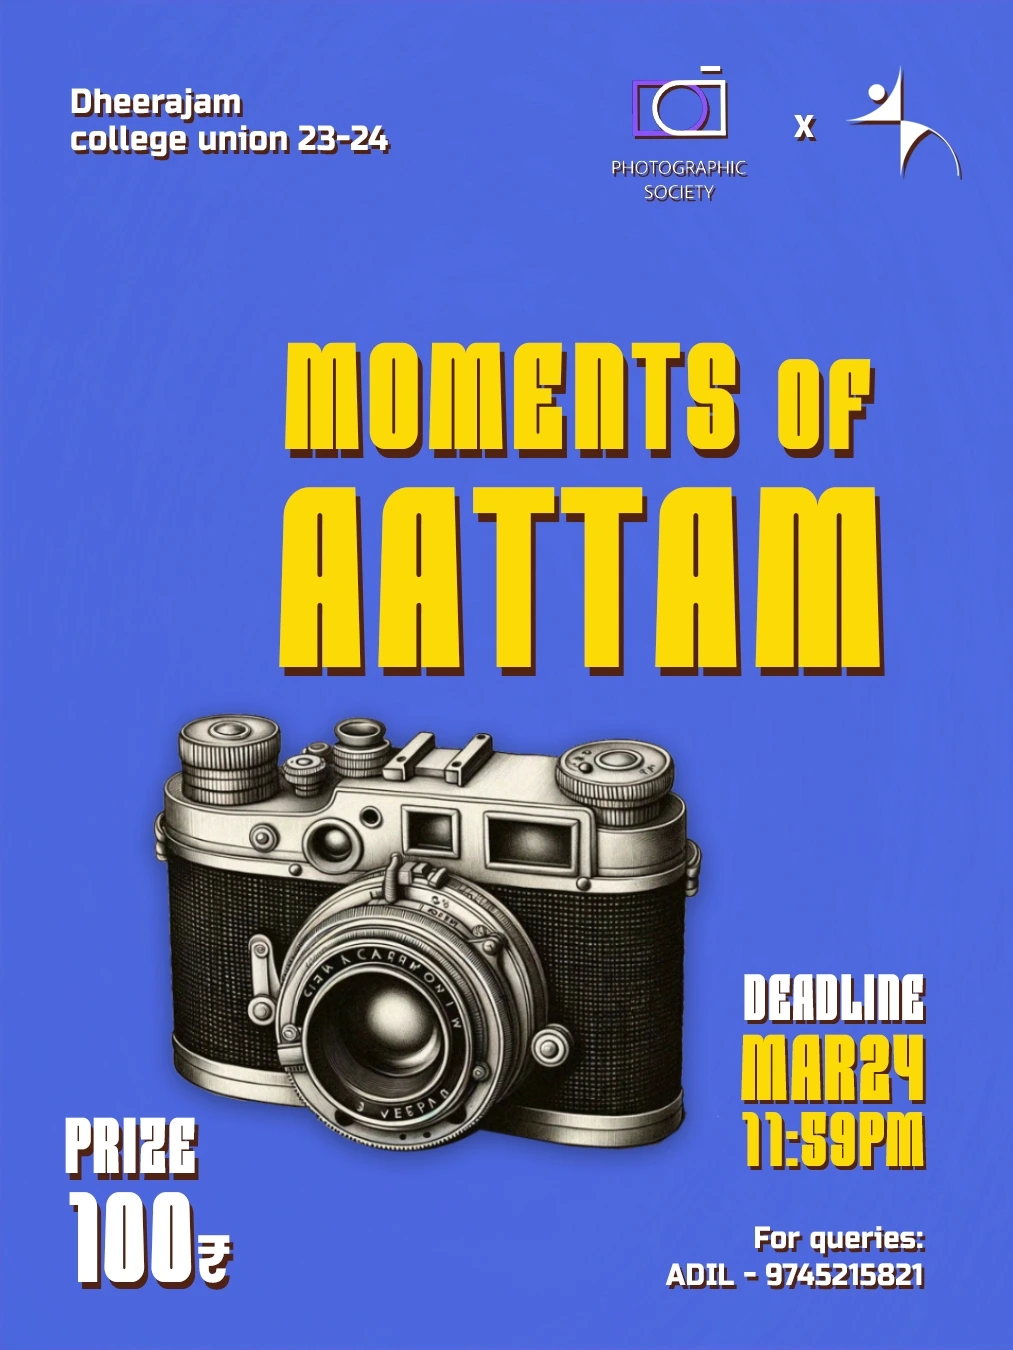 Dheerajam
college union 23-24
PHOTOGRAPHIC
SOCIETY
x
MOMENTS OF
AATTAM
DEADLINE
MAR24
11:59PM
PRIZE
100₹
For queries:
ADIL - 9745215821